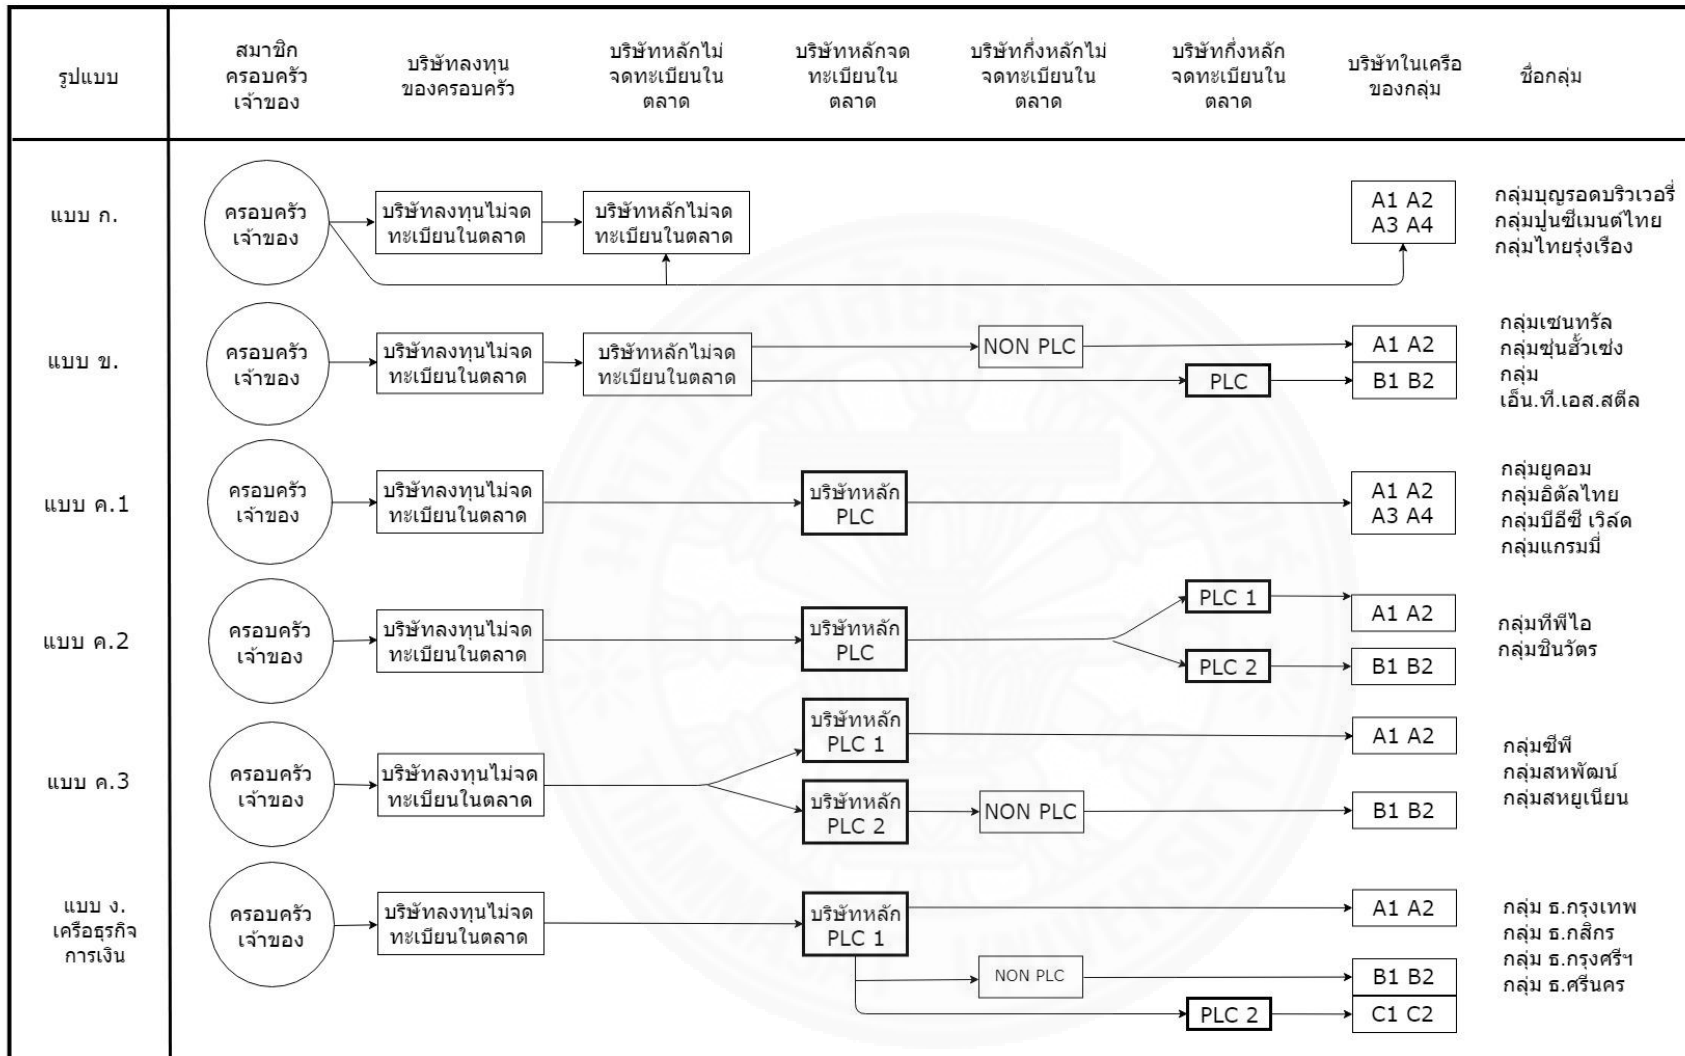 รูปแบบ
สมาชิก
ครอบครัว
เจ้าของ
บริษัทลงทุน
ของครอบครัว
บริษัทหลักไม่
จดทะเบียนใน
ตลาด
บริษัทหลักจด
ทะเบียนใน
ตลาด
บริษัทกึ่งหลักไม่
จดทะเบียนใน
ตลาด
บริษัทกึ่งหลัก
จดทะเบียนใน
ตลาด
บริษัทในเครือ
ของกลุ่ม
ชื่อกลุ่ม
แบบ ก.
ครอบครัว
เจ้าของ
บริษัทลงทุนไม่จด
ทะเบียนในตลาด
บริษัทหลักไม่จด
ทะเบียนในตลาด
A1 A2
A3 A4
กลุ่มบุญรอดบริวเวอรี่
กลุ่มปูนซีเมนต์ไทย
กลุ่มไทยรุ่งเรือง
แบบ ข.
ครอบครัว
เจ้าของ
บริษัทลงทุนไม่จด
ทะเบียนในตลาด
บริษัทหลักไม่จด
ทะเบียนในตลาด
NON PLC
PLC
A1 A2
B1 B2
กลุ่มเซนทรัล
กลุ่มซุ่นฮั้วเซ่ง
กลุ่ม
เอ็น.ที.เอส.สตีล
แบบ ค.1
ครอบครัว
เจ้าของ
บริษัทลงทุนไม่จด
ทะเบียนในตลาด
บริษัทหลัก
PLC
A1 A2
A3 A4
กลุ่มยูคอม
กลุ่มอิตัลไทย
กลุ่มบีอีซี เวิล์ด
กลุ่มแกรมมี่
แบบ ค.2
ครอบครัว
เจ้าของ
บริษัทลงทุนไม่จด
ทะเบียนในตลาด
บริษัทหลัก
PLC
PLC 1
PLC 2
A1 A2
B1 B2
กลุ่มทีพีไอ
กลุ่มชินวัตร
แบบ ค.3
ครอบครัว
เจ้าของ
บริษัทลงทุนไม่จด
ทะเบียนในตลาด
บริษัทหลัก
PLC 1
บริษัทหลัก
PLC 2
NON PLC
A1 A2
B1 B2
กลุ่มซีพี
กลุ่มสหพัฒน์
กลุ่มสหยูเนียน
แบบ ง.
เครือธุรกิจ
การเงิน
ครอบครัว
เจ้าของ
บริษัทลงทุนไม่จด
ทะเบียนในตลาด
บริษัทหลัก
PLC 1
NON PLC
PLC 2
A1 A2
B1 B2
C1 C2
กลุ่ม ธ.กรุงเทพ
กลุ่ม ธ.กสิกร
กลุ่ม ธ.กรุงศรีฯ
กลุ่ม ธ.ศรีนคร
มหาวิทยาลัยธรรมศาสตร์
THAMMASAT UNIVERSITY